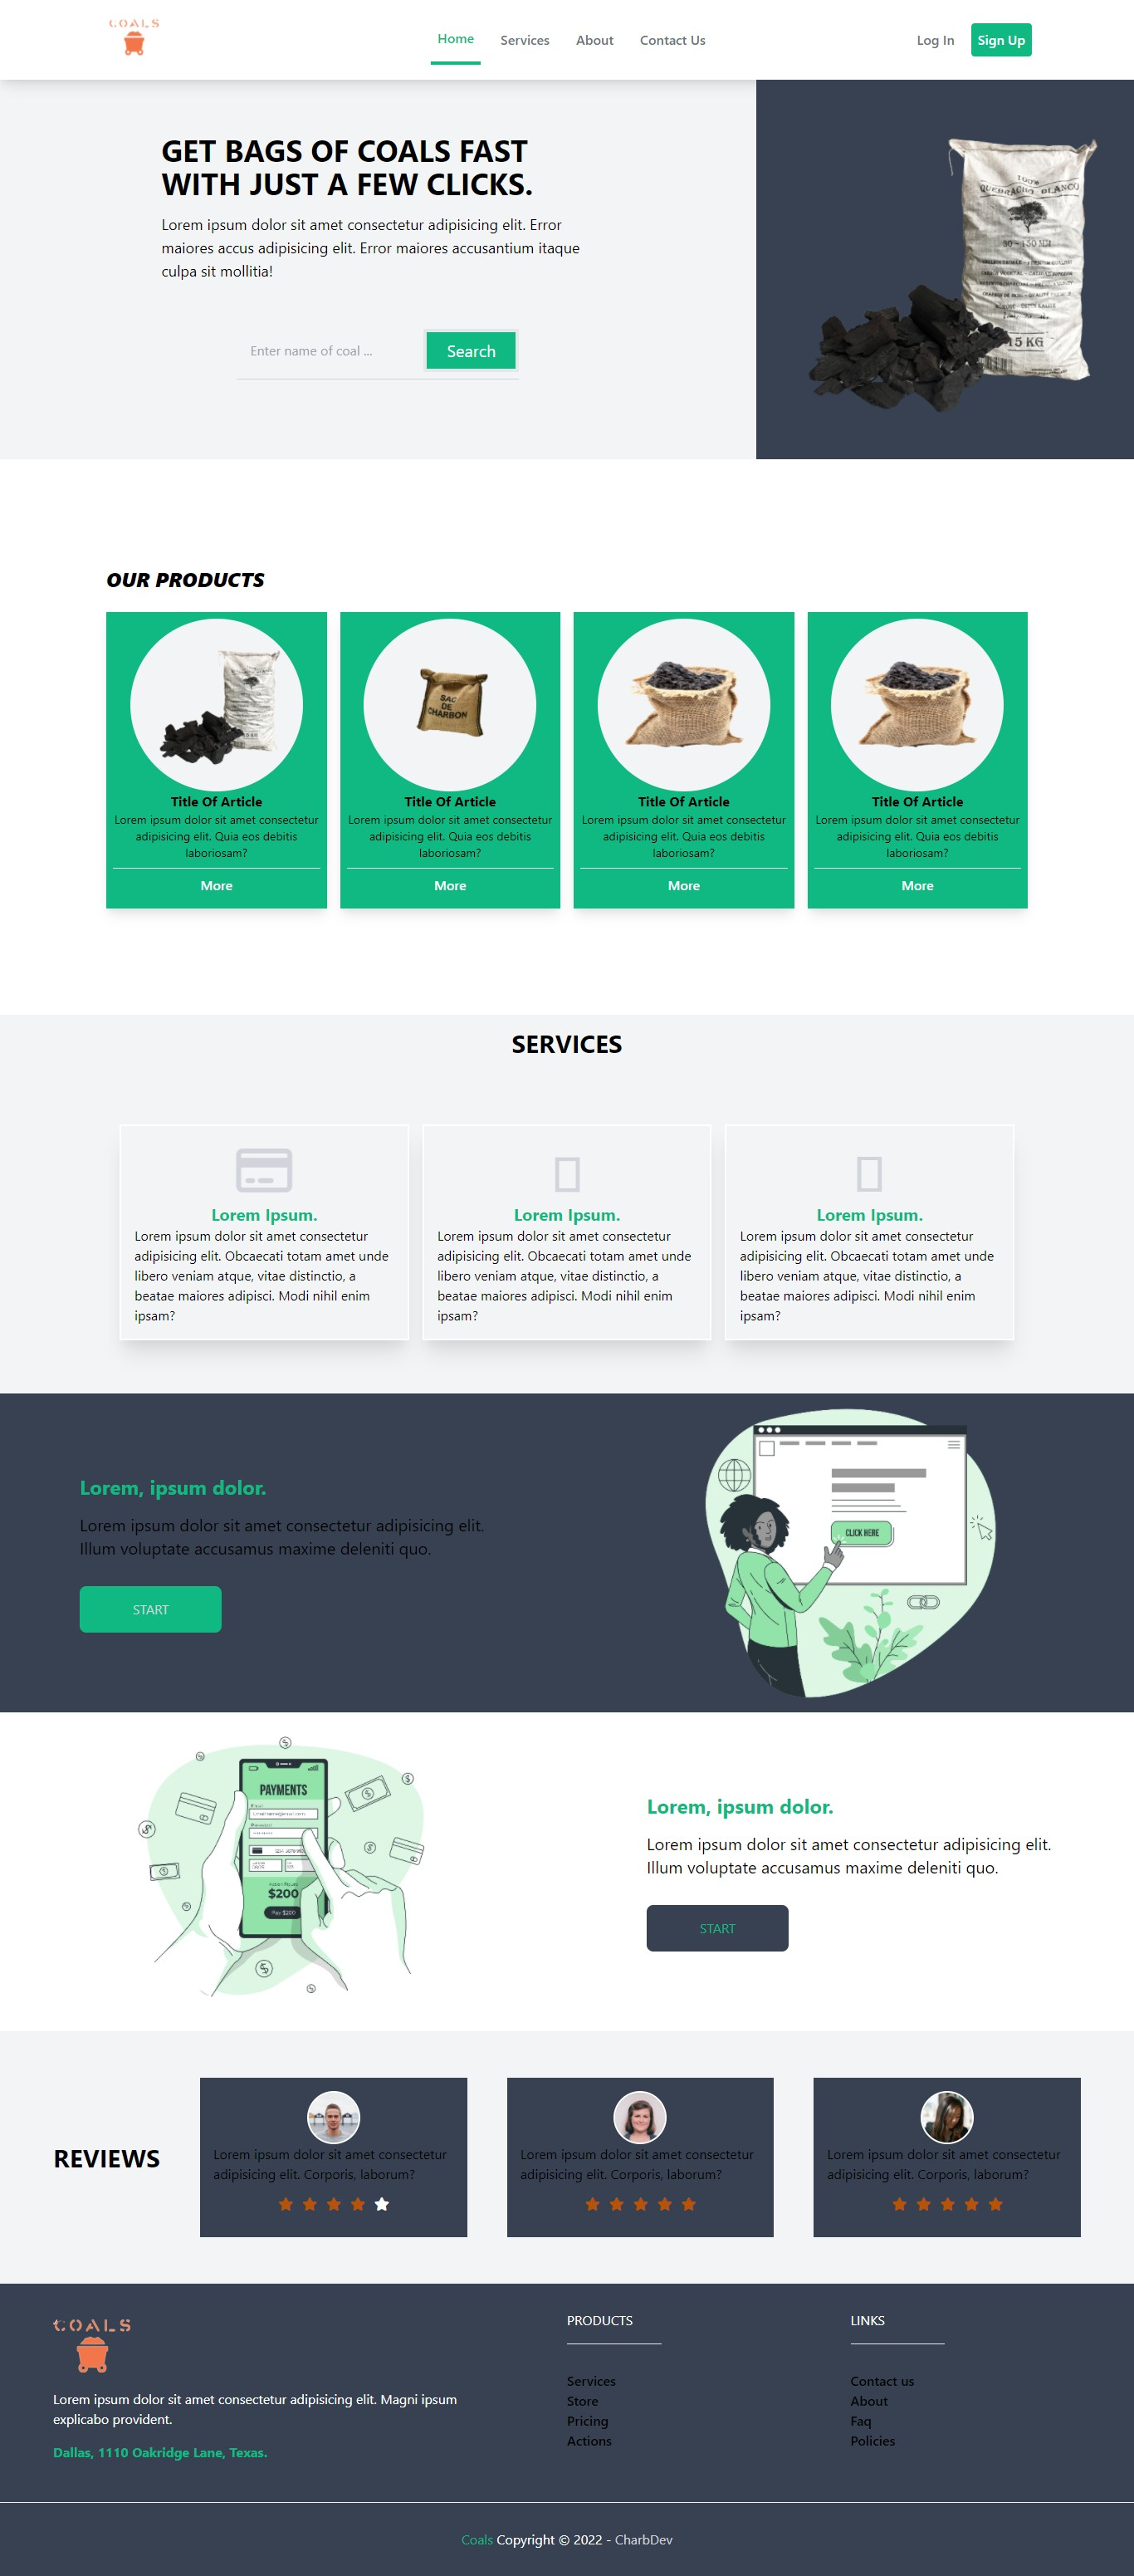 COALS
Home
Services
About
Contact Us
Log In
Sign Up
GET BAGS OF COALS FAST
WITH JUST A FEW CLICKS.
Lorem ipsum dolor sit amet consectetur adipisicing elit. Error
maiores accus adipisicing elit. Error maiores accusantium itaque
culpa sit mollitia!
Enter name of coal ...
Search
100%
QUEBRACHO BLANCO
15 KG
OUR PRODUCTS
Title Of Article
Lorem ipsum dolor sit amet consectetur
adipisicing elit. Quia eos debitis
laboriosam?
More
SAC
DE
CHARBON
Title Of Article
Lorem ipsum dolor sit amet consectetur
adipisicing elit. Quia eos debitis
laboriosam?
More
Title Of Article
Lorem ipsum dolor sit amet consectetur
adipisicing elit. Quia eos debitis
laboriosam?
More
Title Of Article
Lorem ipsum dolor sit amet consectetur
adipisicing elit. Quia eos debitis
laboriosam?
More
SERVICES
Lorem Ipsum.
Lorem ipsum dolor sit amet consectetur
adipisicing elit. Obcaecati totam amet unde
libero veniam atque, vitae distinctio, a
beatae maiores adipisci. Modi nihil enim
ipsam?
Lorem Ipsum.
Lorem ipsum dolor sit amet consectetur
adipisicing elit. Obcaecati totam amet unde
libero veniam atque, vitae distinctio, a
beatae maiores adipisci. Modi nihil enim
ipsam?
Lorem Ipsum.
Lorem ipsum dolor sit amet consectetur
adipisicing elit. Obcaecati totam amet unde
libero veniam atque, vitae distinctio, a
beatae maiores adipisci. Modi nihil enim
ipsam?
Lorem, ipsum dolor.
Lorem ipsum dolor sit amet consectetur adipisicing elit.
Illum voluptate accusamus maxime deleniti quo.
START
CLICK HERE
PAYMENTS
$200
Pay $200
Lorem, ipsum dolor.
Lorem ipsum dolor sit amet consectetur adipisicing elit.
Illum voluptate accusamus maxime deleniti quo.
START
REVIEWS
Lorem ipsum dolor sit amet consectetur
adipisicing elit. Corporis, laborum?
Lorem ipsum dolor sit amet consectetur
adipisicing elit. Corporis, laborum?
Lorem ipsum dolor sit amet consectetur
adipisicing elit. Corporis, laborum?
COALS
Lorem ipsum dolor sit amet consectetur adipisicing elit. Magni ipsum
explicabo provident.
Dallas, 1110 Oakridge Lane, Texas.
PRODUCTS
Services
Store
Pricing
Actions
LINKS
Contact us
About
Faq
Policies
Coals Copyright © 2022 - CharbDev